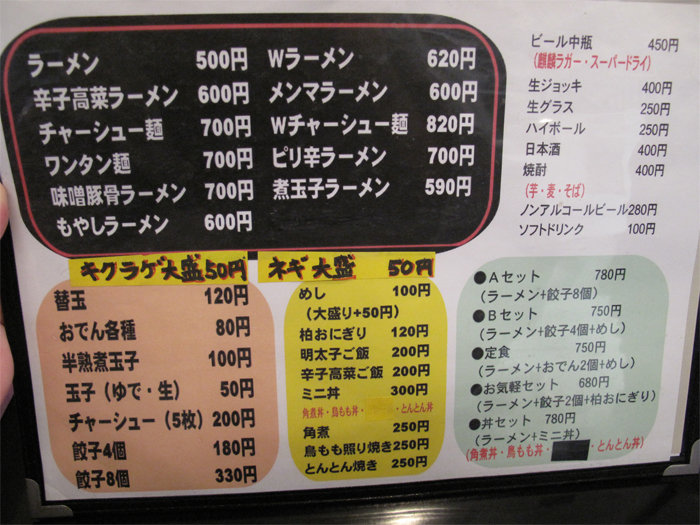 ラーメン 500円
辛子高菜ラーメン 600円
チャーシュー麺 700円
ワンタン麺 700円
味噌豚骨ラーメン 700円
もやしラーメン 600円
Wラーメン 620円
メンマラーメン 600円
Wチャーシュー麺 820円
ピリ辛ラーメン 700円
煮玉子ラーメン 590円
ビール中瓶 450円
(麒麟ラガー・スーパードライ)
生ジョッキ 400円
生グラス 250円
ハイボール 250円
日本酒 400円
焼酎 400円
(芋・麦・そば)
ノンアルコールビール280円
ソフトドリンク 100円
キクラゲ大盛50円
替玉 120円
おでん各種 80円
半熟煮玉子 100円
玉子(ゆで・生) 50円
チャーシュー(5枚) 200円
餃子4個 180円
餃子8個 330円
ネギ大盛 50円
めし 100円
(大盛り+50円)
柏おにぎり 120円
明太子ご飯 200円
辛子高菜ご飯 200円
ミニ丼 300円
角煮丼・鳥もも丼・ ・とんとん丼
角煮 250円
鳥もも照り焼き250円
とんとん焼き 250円
●Aセット 780円
(ラーメン+餃子8個)
●Bセット 750円
(ラーメン+餃子4個+めし)
●定食 750円
(ラーメン+おでん2個+めし)
●お気軽セット 680円
(ラーメン+餃子2個+柏おにぎり)
●丼セット 780円
(ラーメン+ミニ丼)
(角煮丼・鳥もも丼・ ・とんとん丼)